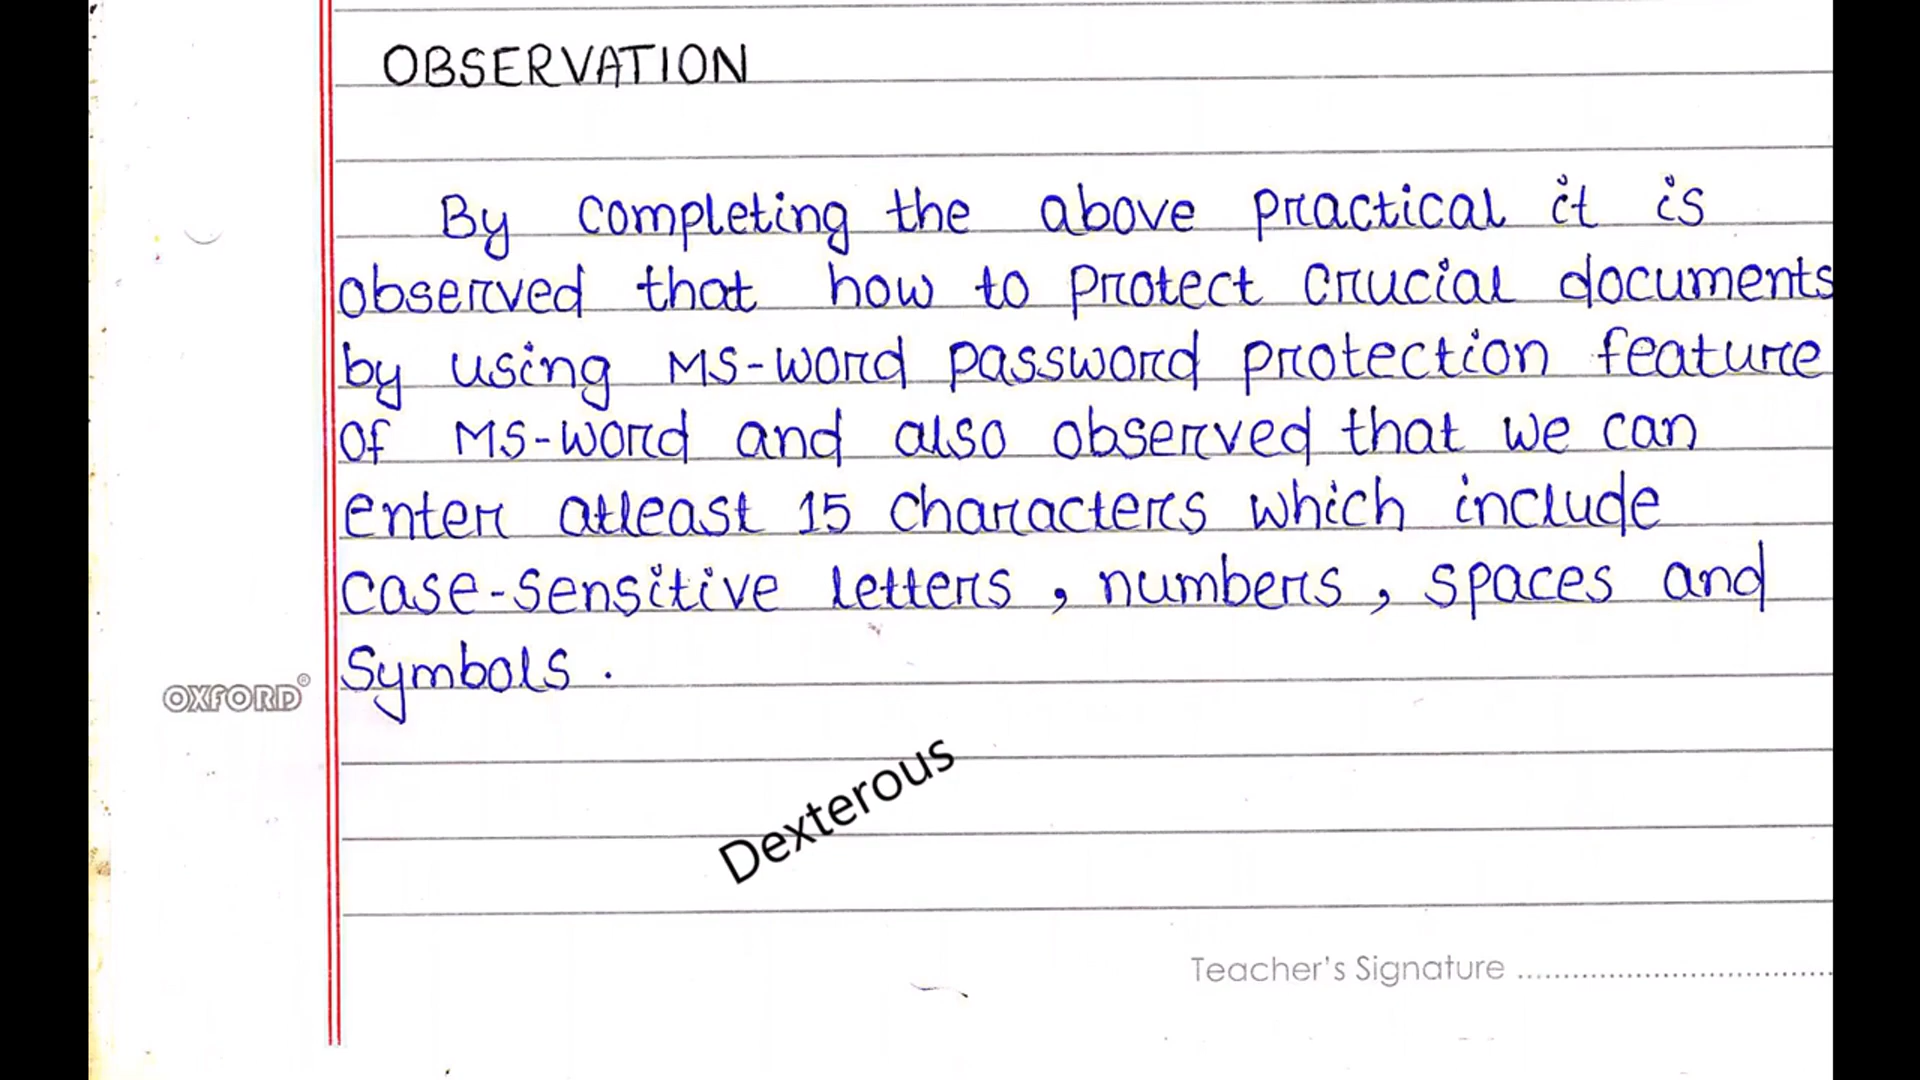 OBSERVATION
By completing the above practical it is
observed that how to protect crucial documents
by using MS-word password protection feature
of MS-word and also observed that we can
enter atleast 15 characters which include
case-sensitive letters, numbers, spaces and
symbols.
OXFORD®
Dexterous
Teacher's Signature ....................................